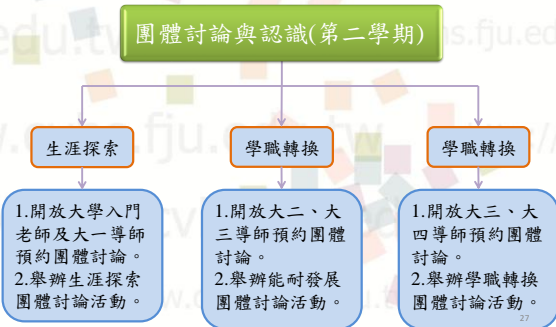 團體討論與認識(第二學期)
生涯探索
學職轉換
學職轉換
1.開放大學入門
老師及大一導師
預約團體討論。
2.舉辦生涯探索
團體討論活動。
1.開放大二、大
三導師預約團體
討論。
2.舉辦能耐發展
團體討論活動。
1.開放大三、大
四導師預約團體
討論。
2.舉辦學職轉換
團體討論活動。
27